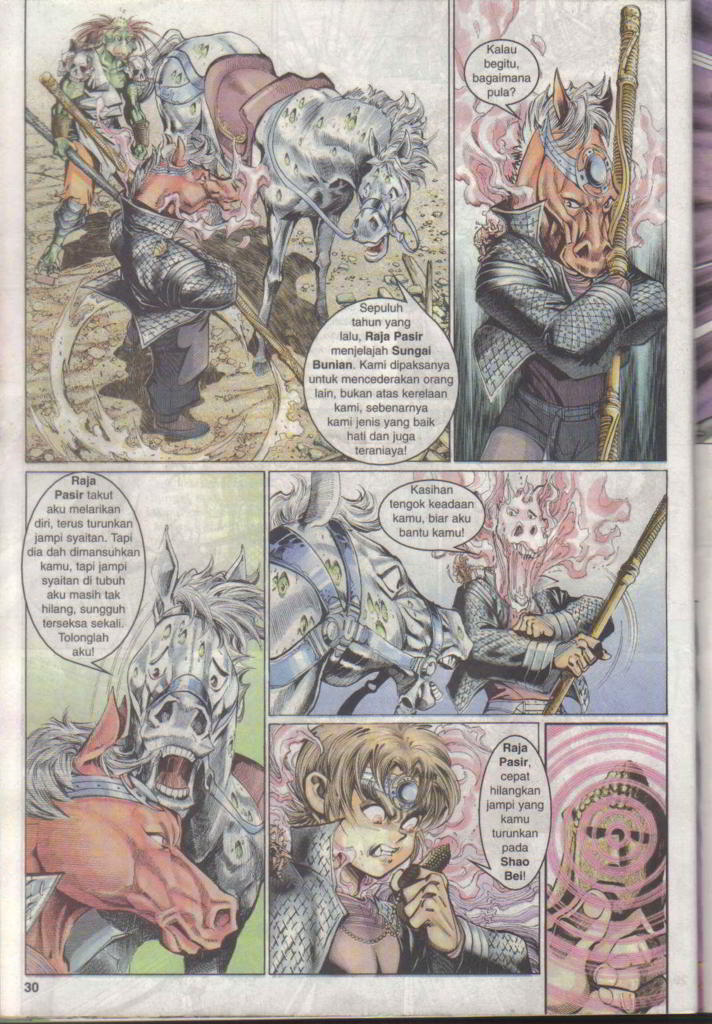 Sepuluh
tahun yang
lalu, Raja Pasir
menjelajah Sungai
Bunian. Kami dipaksanya
untuk mencederakan orang
lain, bukan atas kerelaan
kami, sebenarnya
kami jenis yang baik
hati dan juga
teraniaya!
Kalau
begitu,
bagaimana
pula?
Raja
Pasir takut
aku melarikan
diri, terus turunkan
jampi syaitan. Tapi
dia dah dimansuhkan
kamu, tapi jampi
syaitan di tubuh
aku masih tak
hilang, sungguh
terseksa sekali.
Tolonglah
aku!
Kasihan
tengok keadaan
kamu, biar aku
bantu kamu!
Raja
Pasir,
cepat
hilangkan
jampi yang
kamu
turunkan
pada
Shao
Bei!
30